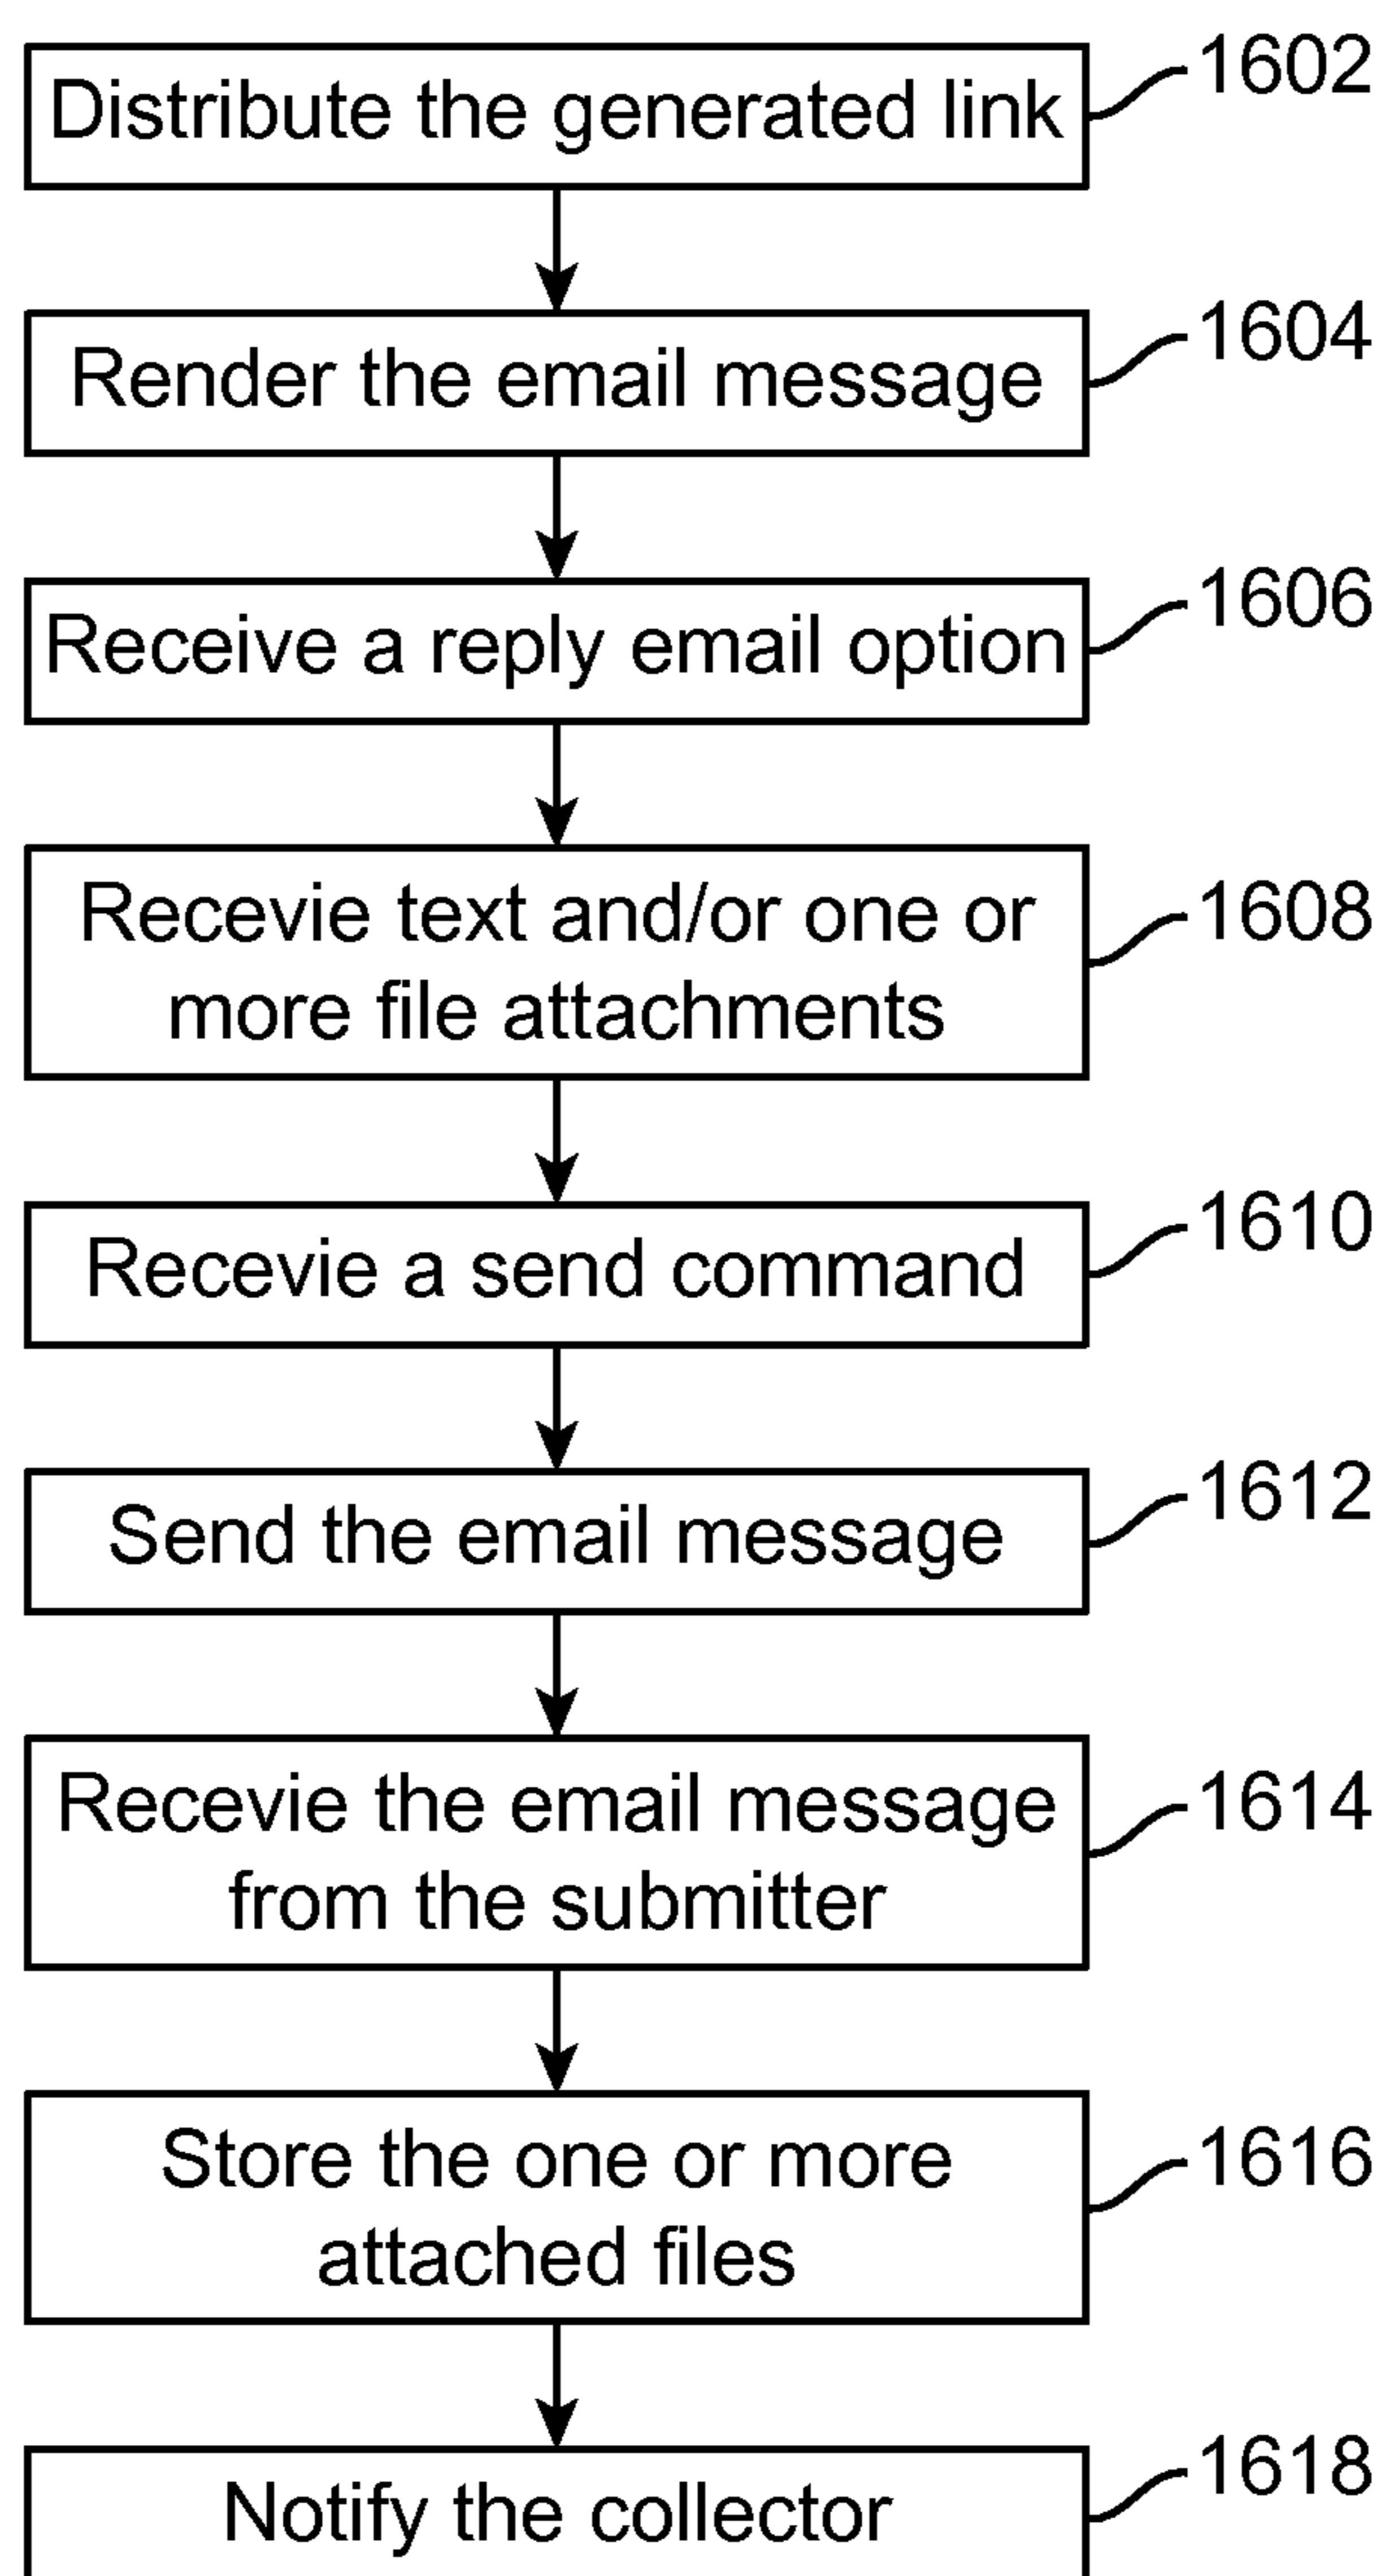 Distribute the generated link
1602
Render the email message
1604
Receive a reply email option
1606
Recevie text and/or one or
more file attachments
1608
Recevie a send command
1610
Send the email message
1612
Recevie the email message
from the submitter
1614
Store the one or more
attached files
1616
Notify the collector
1618